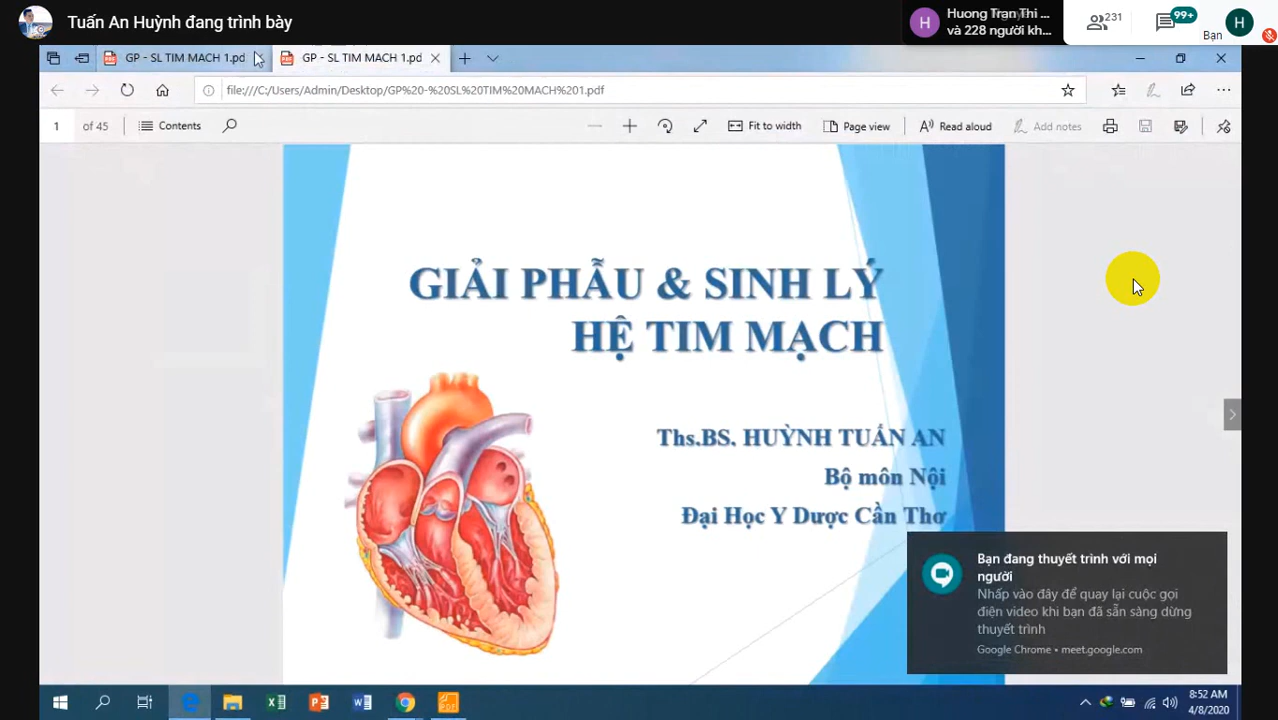 Tuấn An Huỳnh đang trình bày
Huong Tran Thi ...
và 228 người kh...
231
99+
Bạn
H
H
GP - SL TIM MACH 1.pd
GP - SL TIM MACH 1.pd
file:///C:/Users/Admin/Desktop/GP%20-%20SL%20TIM%20MACH%201.pdf
1 of 45
Contents
Fit to width
Page view
Read aloud
Add notes
GIẢI PHẪU & SINH LÝ
HỆ TIM MẠCH
Ths.BS. HUỲNH TUẤN AN
Bộ môn Nội
Đại Học Y Dược Cần Thơ
Bạn đang thuyết trình với mọi
người
Nhấp vào đây để quay lại cuộc gọi
điện video khi bạn đã sẵn sàng dừng
thuyết trình
Google Chrome • meet.google.com
8:52 AM
4/8/2020